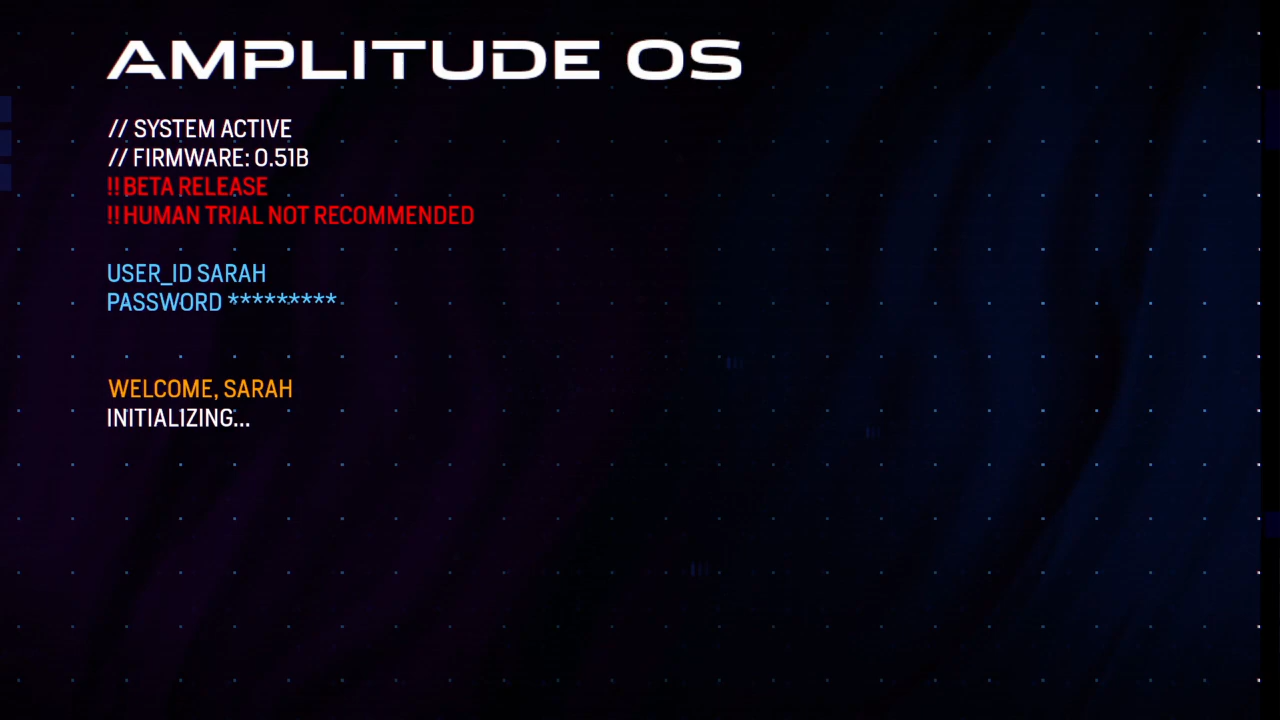 AMPLITUDE OS
// SYSTEM ACTIVE
// FIRMWARE: 0.51B
!! BETA RELEASE
!! HUMAN TRIAL NOT RECOMMENDED
USER_ID SARAH
PASSWORD *********
WELCOME, SARAH
INITIALIZING...